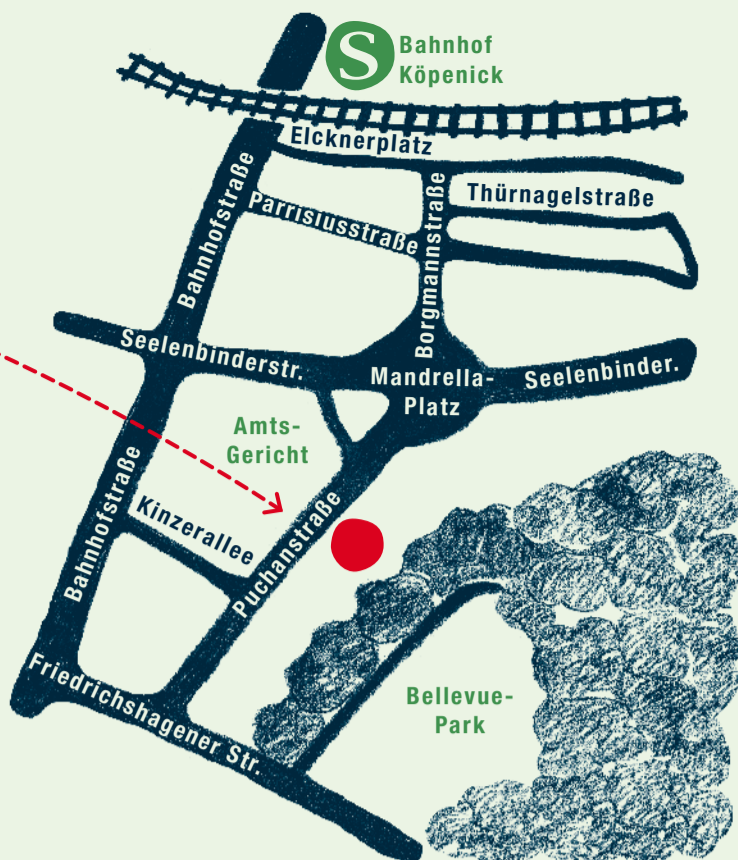 S
Bahnhof
Köpenick
Elcknerplatz
Thürnagelstraße
Parrisiusstraße
Bahnhofstraße
Borgmannstraße
Seelenbinderstr.
Mandrella-
Platz
Seelenbinder.
Amts-
Gericht
Bahnhofstraße
Kinzerallee
Puchanstraße
Friedrichshagener Str.
Bellevue-
Park